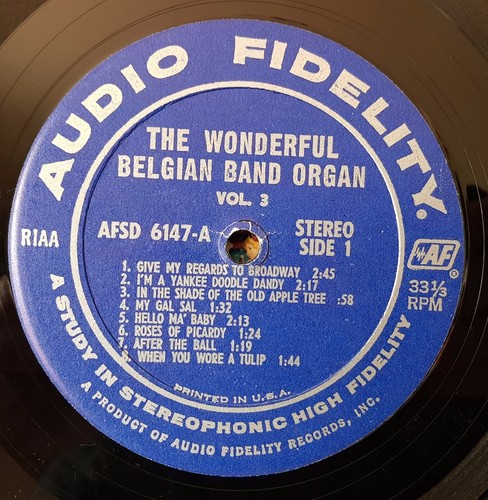 AUDIO FIDELITY®
THE WONDERFUL
BELGIAN BAND ORGAN
VOL. 3
RIAA
AFSD 6147-A
STEREO
SIDE 1
AF®
33⅓
RPM
1. GIVE MY REGARDS TO BROADWAY 2:45
2. I'M A YANKEE DOODLE DANDY 2:17
3. IN THE SHADE OF THE OLD APPLE TREE :58
4. MY GAL SAL 1:32
5. HELLO MA' BABY 2:13
6. ROSES OF PICARDY 1:24
7. AFTER THE BALL 1:19
8. WHEN YOU WORE A TULIP 1:44
PRINTED IN U.S.A.
A STUDY IN STEREOPHONIC HIGH FIDELITY
A PRODUCT OF AUDIO FIDELITY RECORDS, INC.